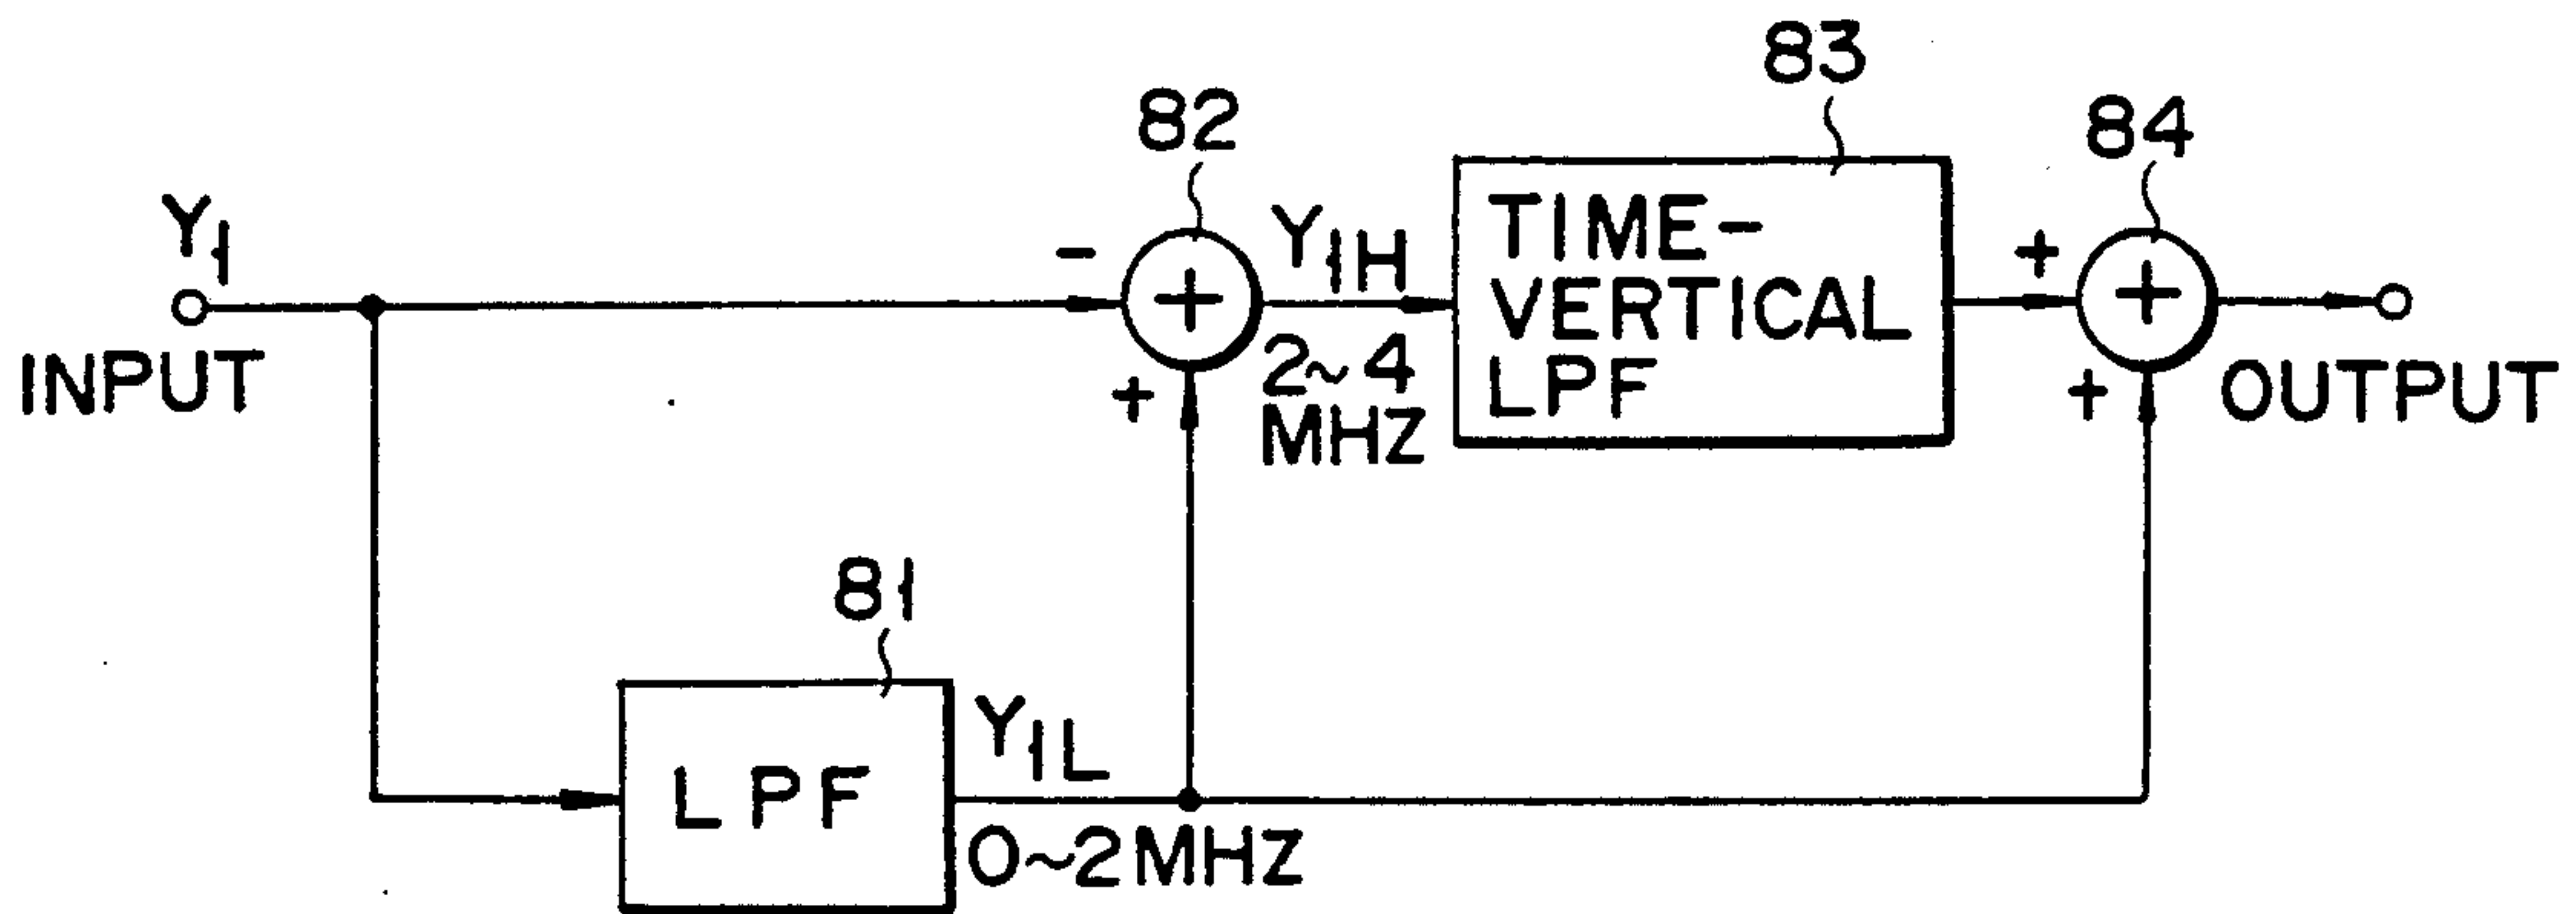 83
82
84
Y1
-
+
Y1H
TIME-
+
+
VERTICAL
INPUT
+
2~4
MHZ
LPF
+
OUTPUT
81
Y1L
LPF
0~2MHZ